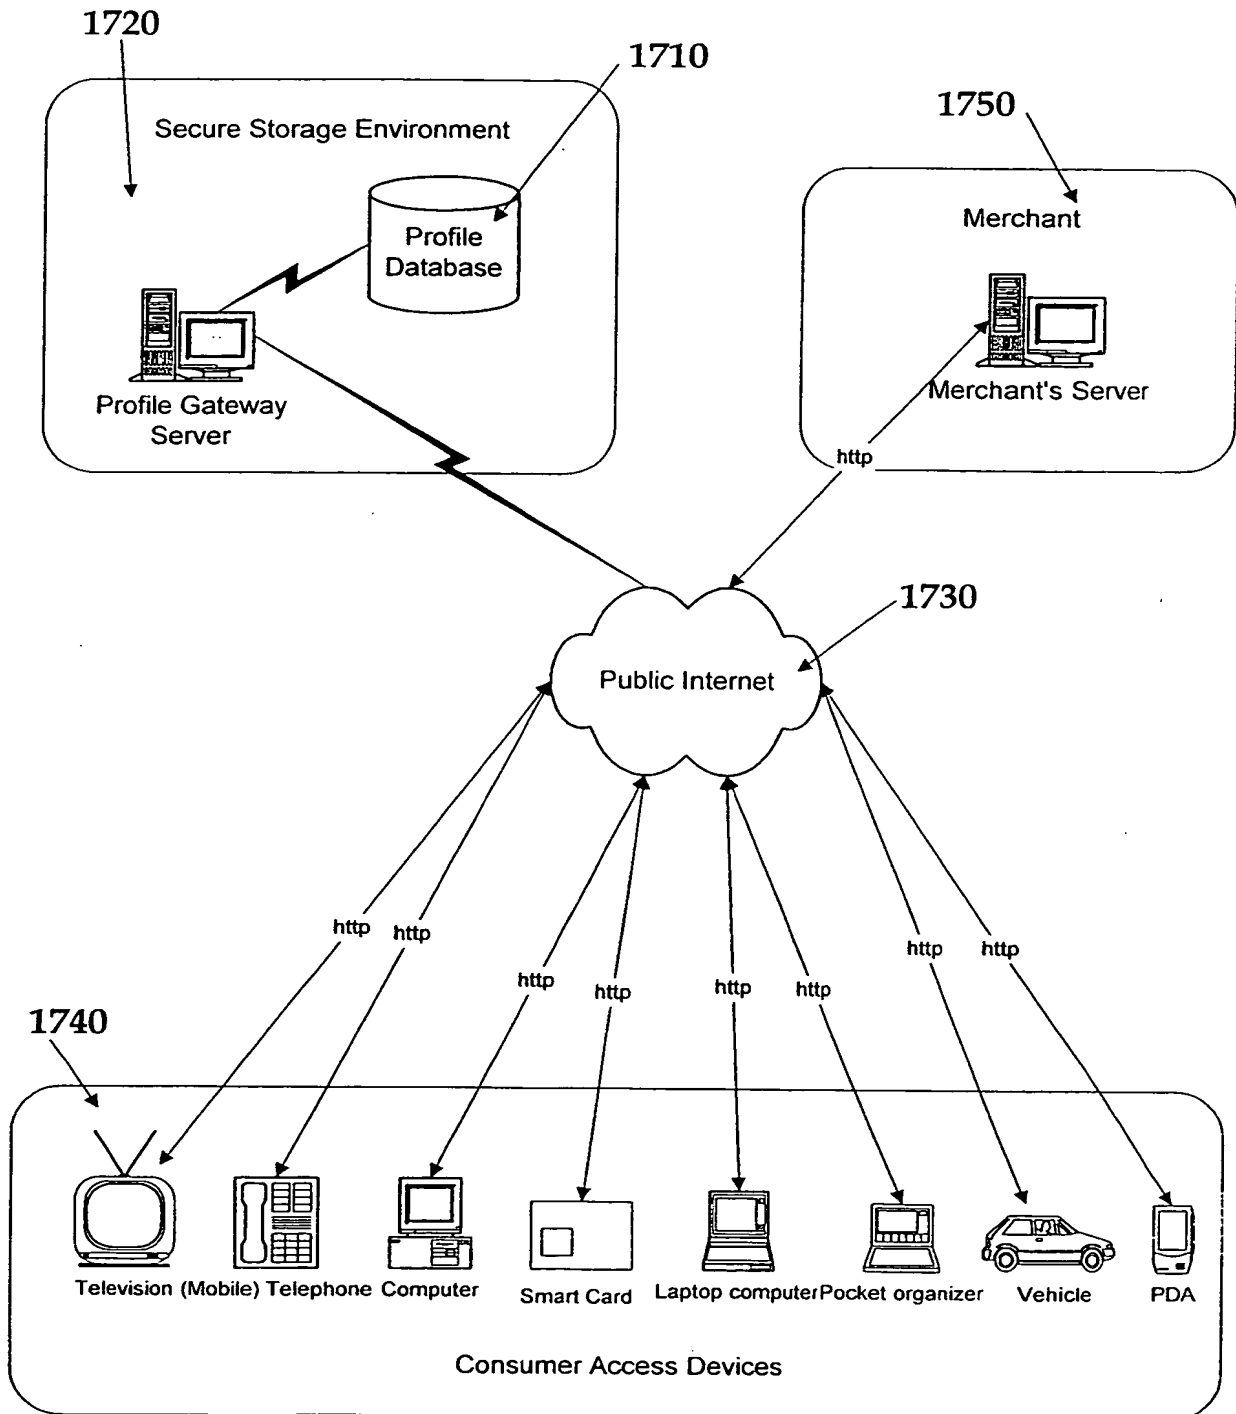 1720
1710
1750
Secure Storage Environment
Merchant
Profile
Database
Profile Gateway
Server
Merchant's Server
http
1730
Public Internet
http
http
http
http
http
http
http
http
1740
Television
(Mobile) Telephone
Computer
Smart Card
Laptop computer
Pocket organizer
Vehicle
PDA
Consumer Access Devices